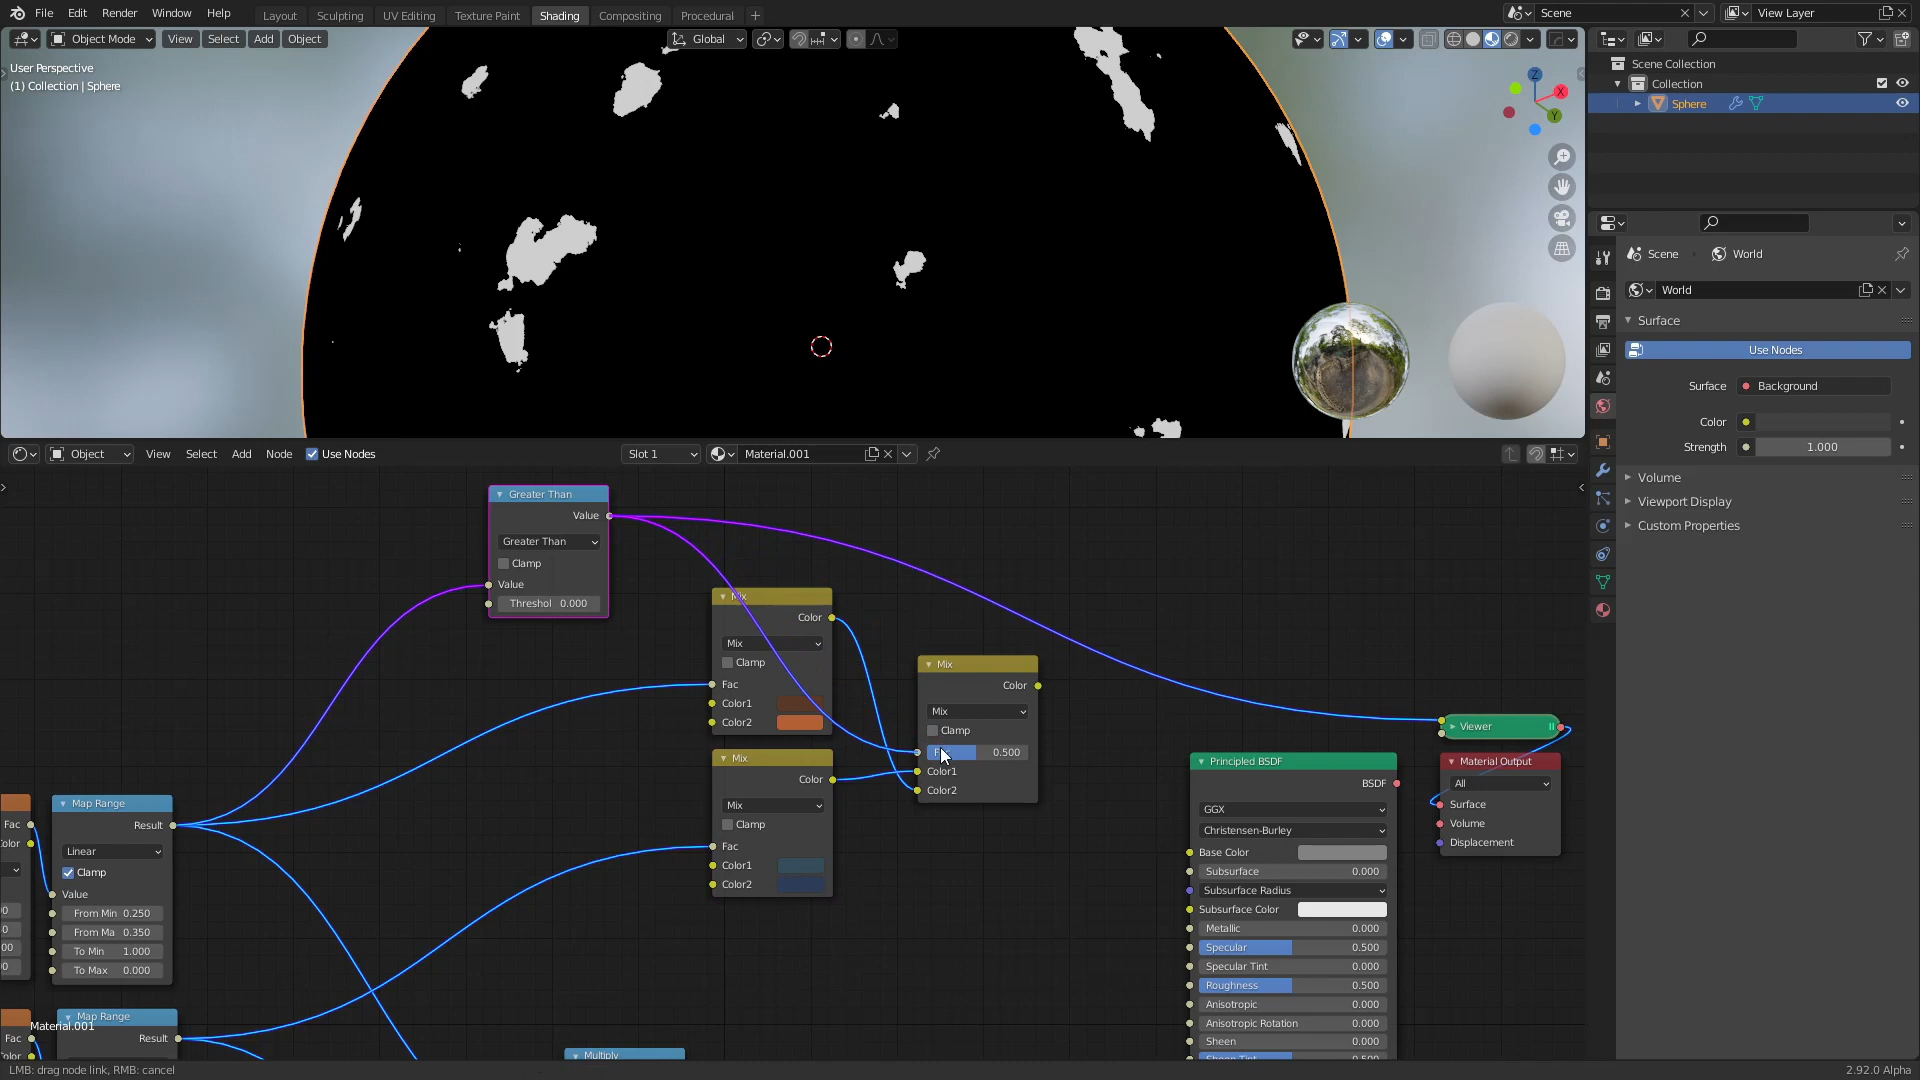 File Edit Render Window Help
Layout Sculpting UV Editing Texture Paint Shading Compositing Procedural +
Scene
View Layer
Object Mode View Select Add Object
Global
User Perspective
(1) Collection | Sphere
Z
X
Y
Scene Collection
Collection
Sphere
Scene World
World
Surface
Use Nodes
Surface Background
Color
Strength 1.000
Volume
Viewport Display
Custom Properties
Object View Select Add Node Use Nodes
Slot 1 Material.001
Greater Than
Value
Greater Than
Clamp
Value
Threshol 0.000
Mix
Color
Mix
Clamp
Fac
Color1
Color2
Mix
Color
Mix
Clamp
Fac
Color1
Color2
Mix
Color
Mix
Clamp
0.500
Color1
Color2
Viewer
Principled BSDF
BSDF
GGX
Christensen-Burley
Base Color
Subsurface 0.000
Subsurface Radius
Subsurface Color
Metallic 0.000
Specular 0.500
Specular Tint 0.000
Roughness 0.500
Anisotropic 0.000
Anisotropic Rotation 0.000
Sheen 0.000
Sheen Tint 0.500
Material Output
All
Surface
Volume
Displacement
Fac
Map Range
Result
Linear
Clamp
Value
From Min 0.250
From Ma 0.350
To Min 1.000
To Max 0.000
Map Range
Material.001
Fac
Result
Multiply
LMB: drag node link, RMB: cancel
2.92.0 Alpha